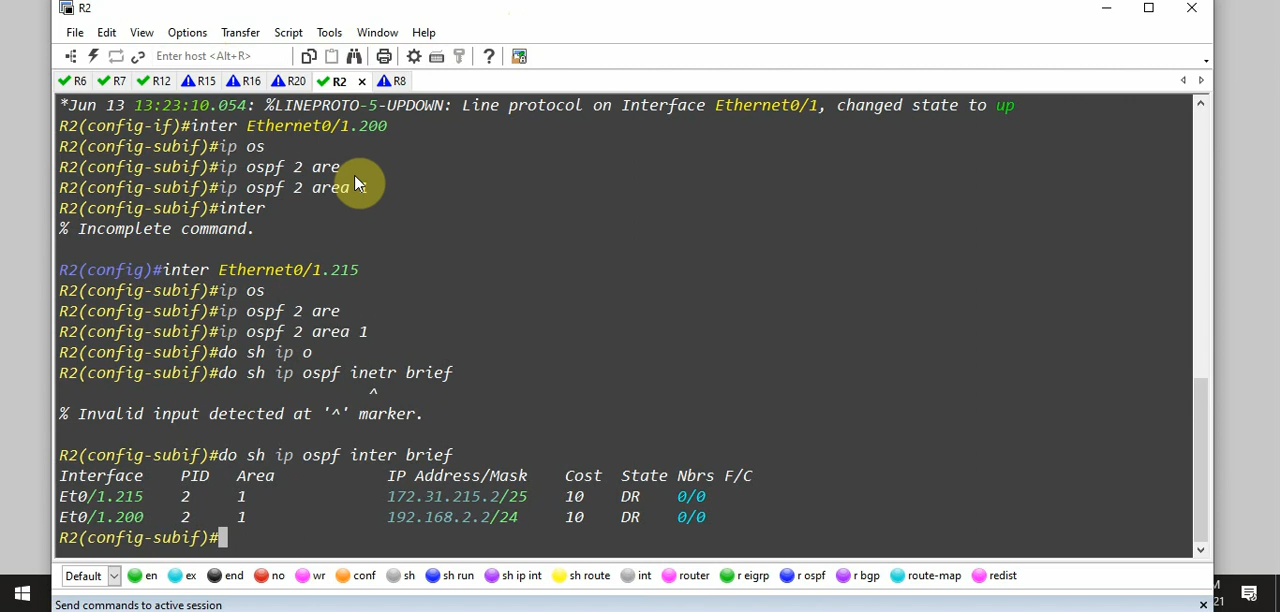 R2
File Edit View Options Transfer Script Tools Window Help
Enter host <Alt+R>
R6 R7 R12 R15 R16 R20 R2 R8
*Jun 13 13:23:10.054: %LINEPROTO-5-UPDOWN: Line protocol on Interface Ethernet0/1, changed state to up
R2(config-if)#inter Ethernet0/1.200
R2(config-subif)#ip os
R2(config-subif)#ip ospf 2 are
R2(config-subif)#ip ospf 2 area
R2(config-subif)#inter
% Incomplete command.
R2(config)#inter Ethernet0/1.215
R2(config-subif)#ip os
R2(config-subif)#ip ospf 2 are
R2(config-subif)#ip ospf 2 area 1
R2(config-subif)#do sh ip o
R2(config-subif)#do sh ip ospf inetr brief
^
% Invalid input detected at '^' marker.
R2(config-subif)#do sh ip ospf inter brief
Interface PID Area IP Address/Mask Cost State Nbrs F/C
Et0/1.215 2 1 172.31.215.2/25 10 DR 0/0
Et0/1.200 2 1 192.168.2.2/24 10 DR 0/0
R2(config-subif)#
Default en ex end no wr conf sh sh run sh ip int sh route int router r eigrp r ospf r bgp route-map redist
Send commands to active session